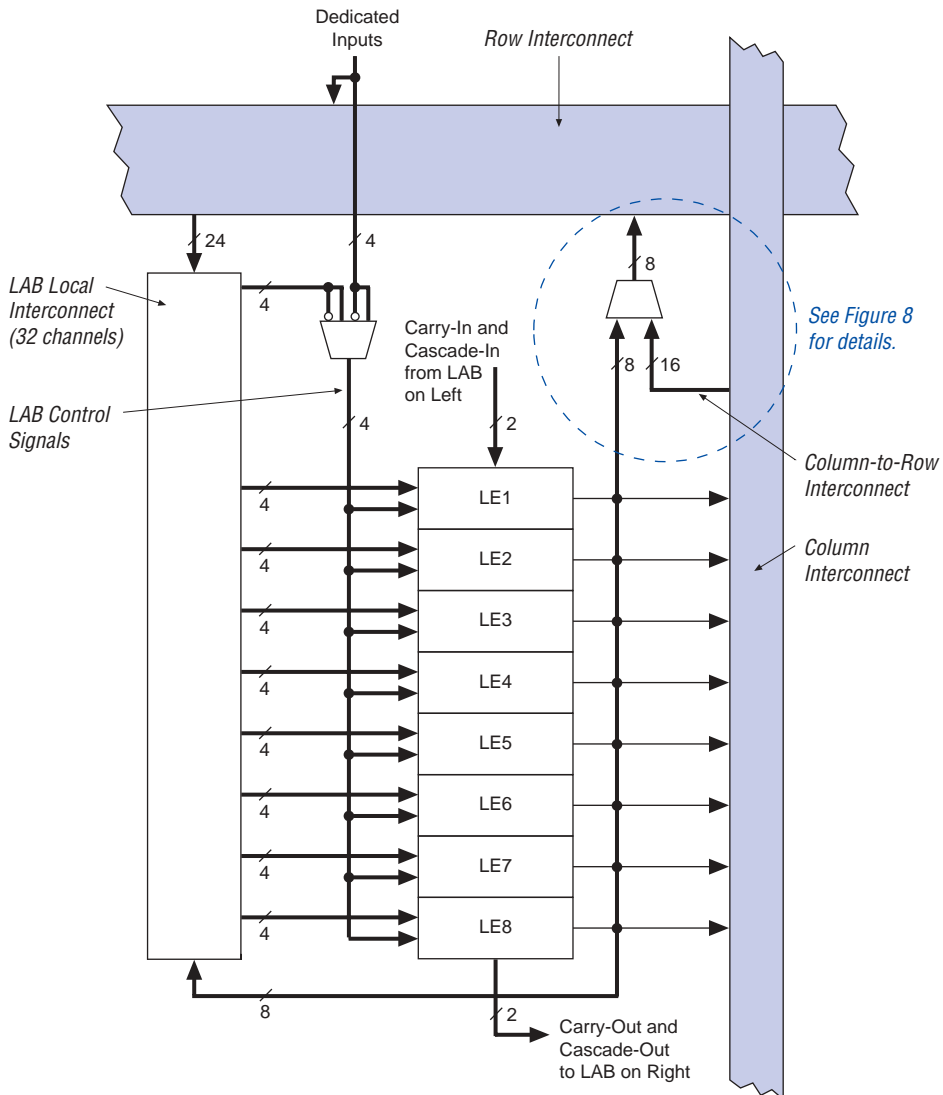 Dedicated
Inputs
Row Interconnect
24
4
8
LAB Local
Interconnect
(32 channels)
4
See Figure 8
for details.
Carry-In and
Cascade-In
from LAB
on Left
8
16
LAB Control
Signals
4
2
Column-to-Row
Interconnect
4
LE1
4
LE2
Column
Interconnect
4
LE3
4
LE4
4
LE5
4
LE6
4
LE7
4
LE8
8
2
Carry-Out and
Cascade-Out
to LAB on Right